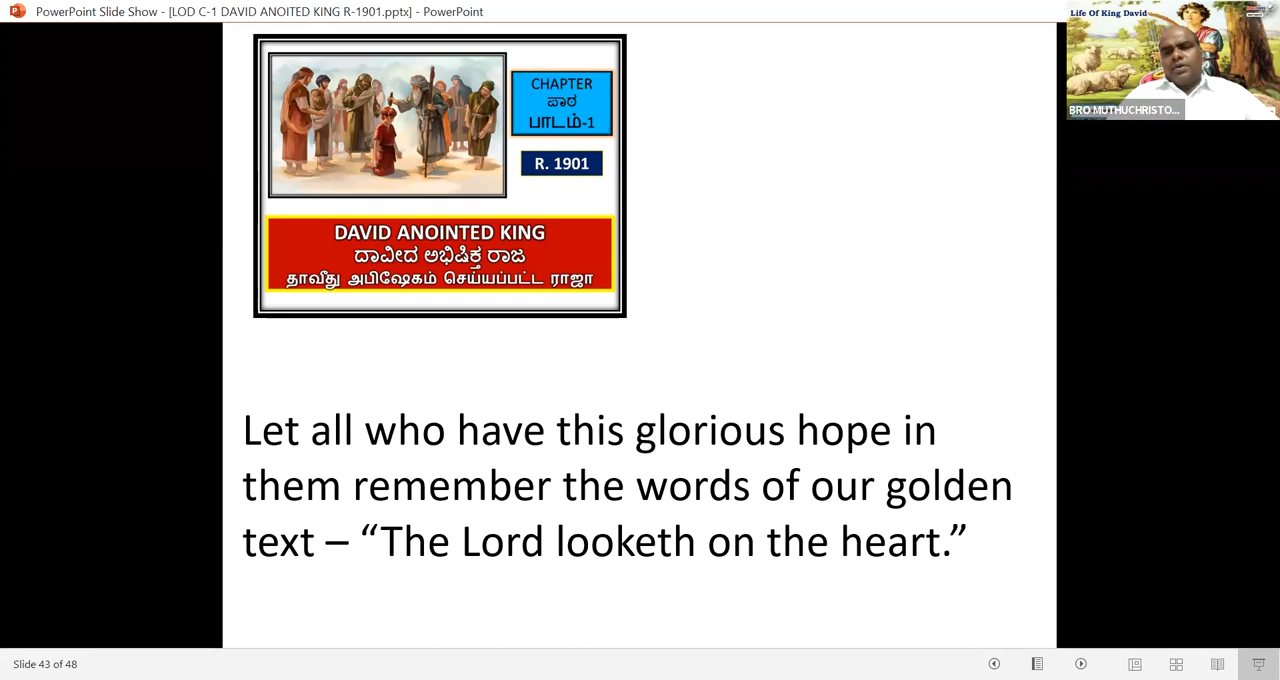 PowerPoint Slide Show - [LOD C-1 DAVID ANOITED KING R-1901.pptx] - PowerPoint
Life Of King David
BRO MUTHUCHRISTO...
CHAPTER
ಪಾಠ
பாடம்-1
R. 1901
DAVID ANOINTED KING
ದಾವೀದ ಅಭಿಷಿಕ್ತ ರಾಜ
தாவீது அபிஷேகம் செய்யப்பட்ட ராஜா
Let all who have this glorious hope in
them remember the words of our golden
text – “The Lord looketh on the heart.”
Slide 43 of 48